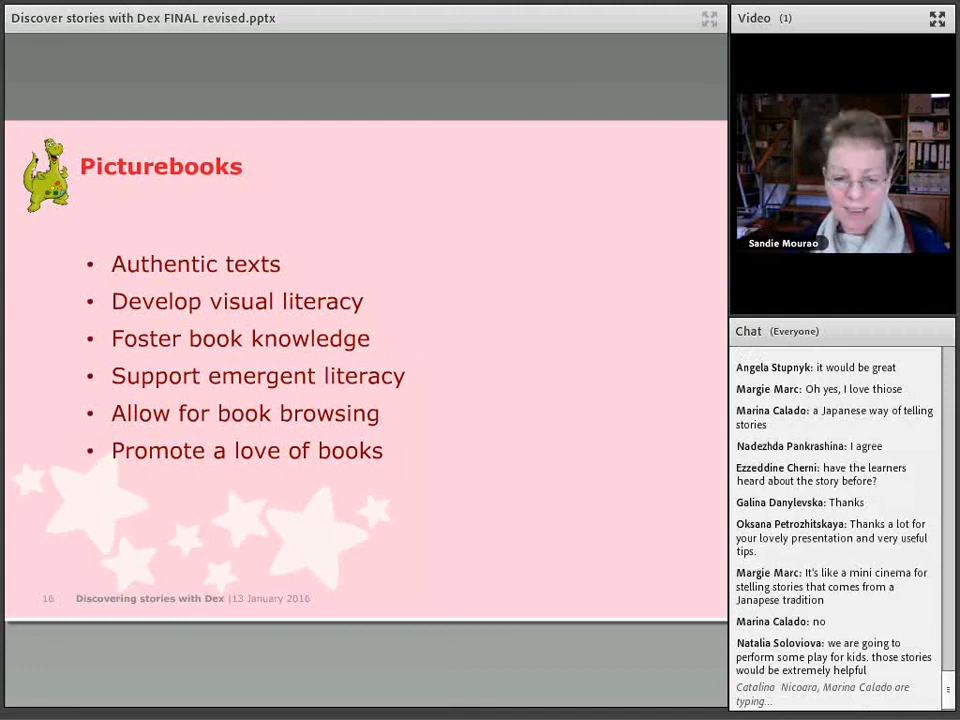 Discover stories with Dex FINAL revised.pptx
Picturebooks
• Authentic texts
• Develop visual literacy
• Foster book knowledge
• Support emergent literacy
• Allow for book browsing
• Promote a love of books
16 Discovering stories with Dex |13 January 2016
Video (1)
Sandie Mourao
Chat (Everyone)
Angela Stupnyk: it would be great
Margie Marc: Oh yes, I love thiose
Marina Calado: a Japanese way of telling
stories
Nadezhda Pankrashina: I agree
Ezzeddine Cherni: have the learners
heard about the story before?
Galina Danylevska: Thanks
Oksana Petrozhitskaya: Thanks a lot for
your lovely presentation and very useful
tips.
Margie Marc: It's like a mini cinema for
stelling stories that comes from a
Janapese tradition
Marina Calado: no
Natalia Soloviova: we are going to
perform some play for kids. those stories
would be extremely helpful
Catalina Nicoara, Marina Calado are
typing...